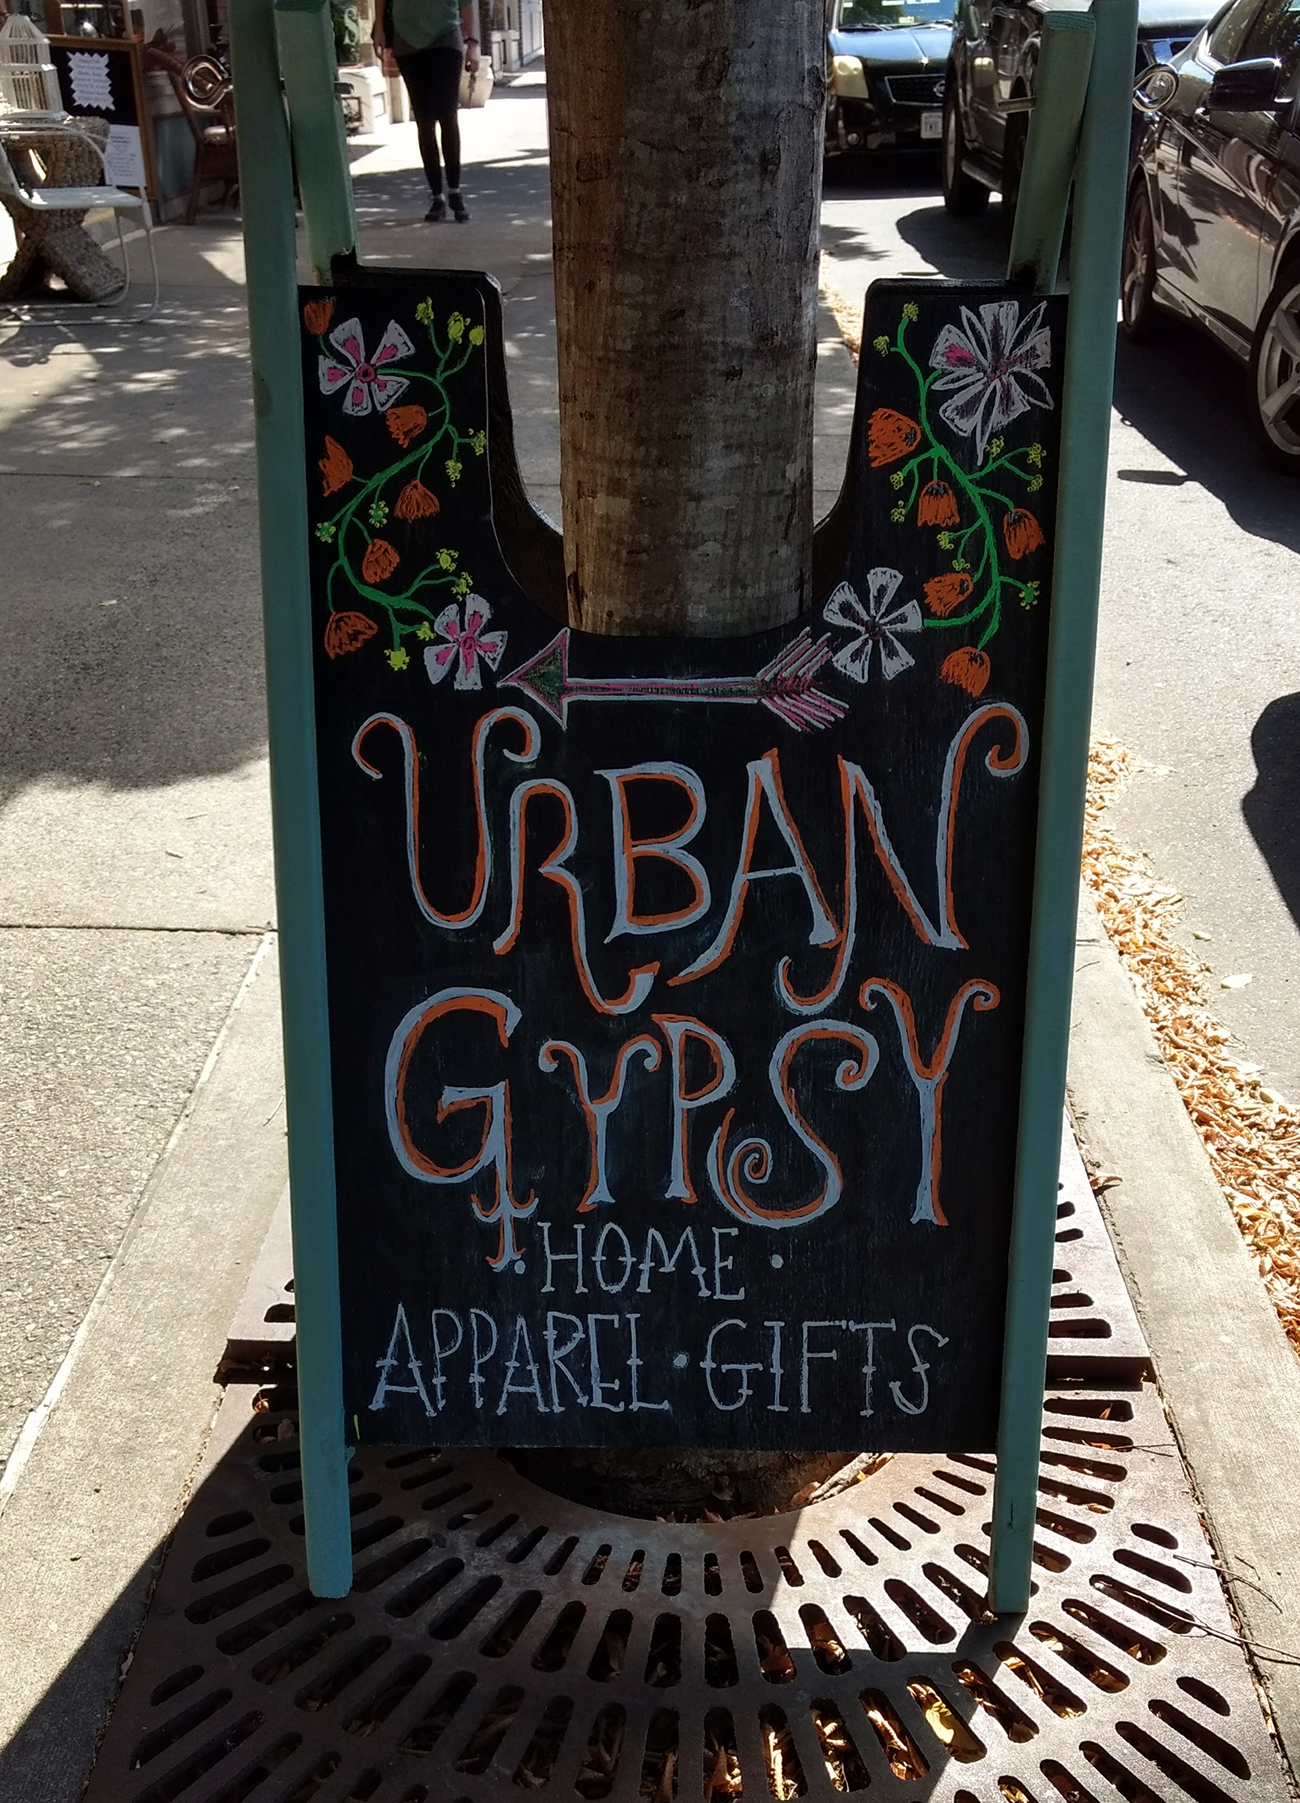 URBAN
GYPSY
• HOME •
APPAREL • GIFTS